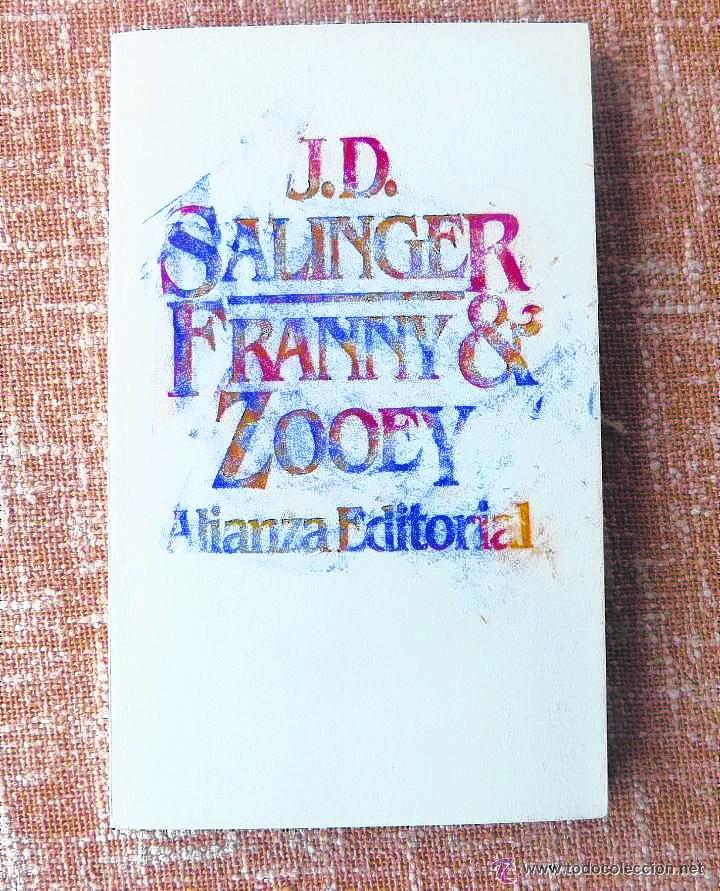 J.D.
SALINGER
FRANNY &
ZOOEY
Alianza Editorial
www.todocoleccion.net